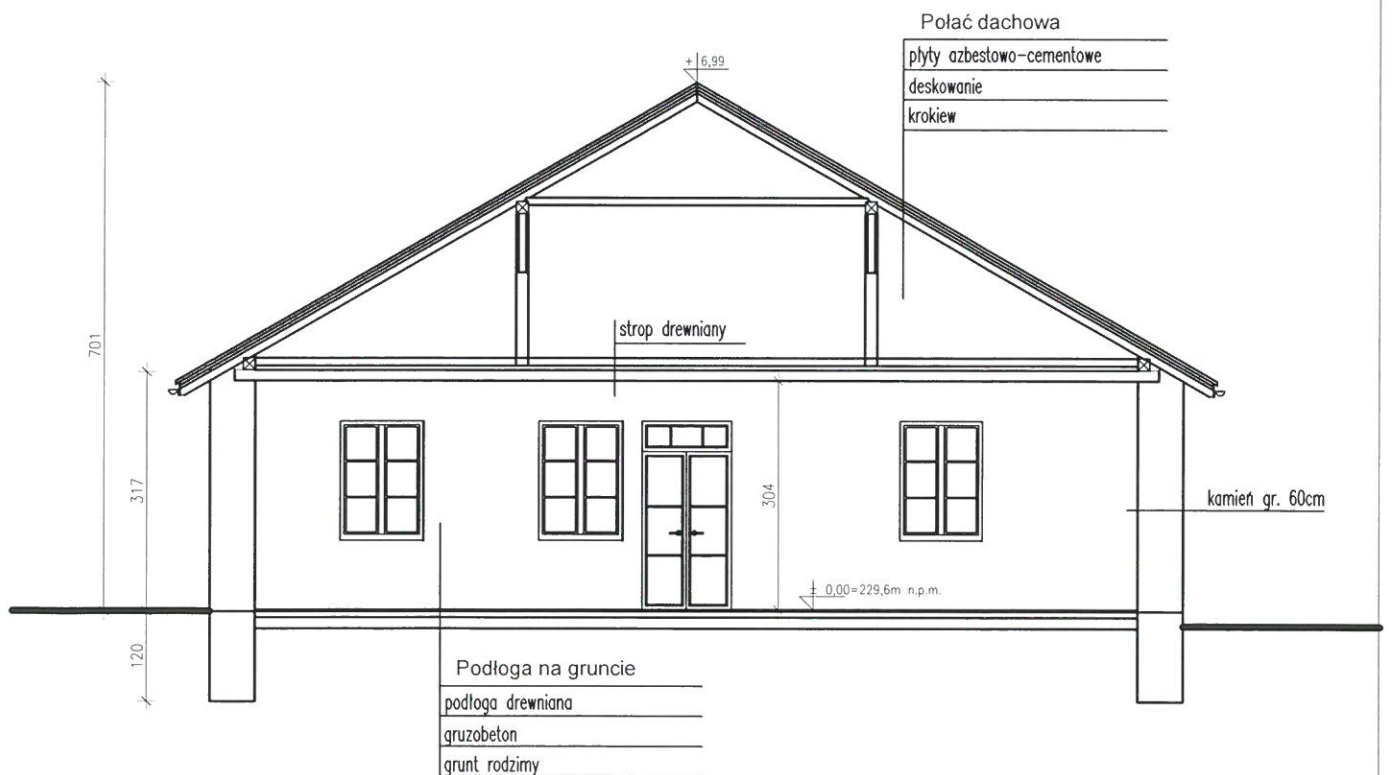 Połać dachowa
płyty azbestowo-cementowe
deskowanie
krokiew
+ 6,99
701
strop drewniany
317
304
kamień gr. 60cm
± 0,00=229,6m n.p.m.
120
Podłoga na gruncie
podłoga drewniana
gruzobeton
grunt rodzimy